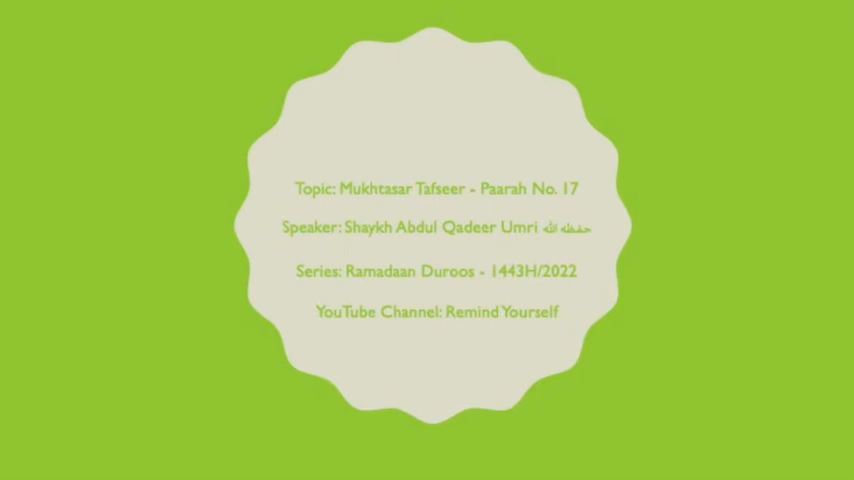 Topic: Mukhtasar Tafseer - Paarah No. 17
Speaker: Shaykh Abdul Qadeer Umri حفظه الله
Series: Ramadaan Duroos - 1443H/2022
YouTube Channel: Remind Yourself